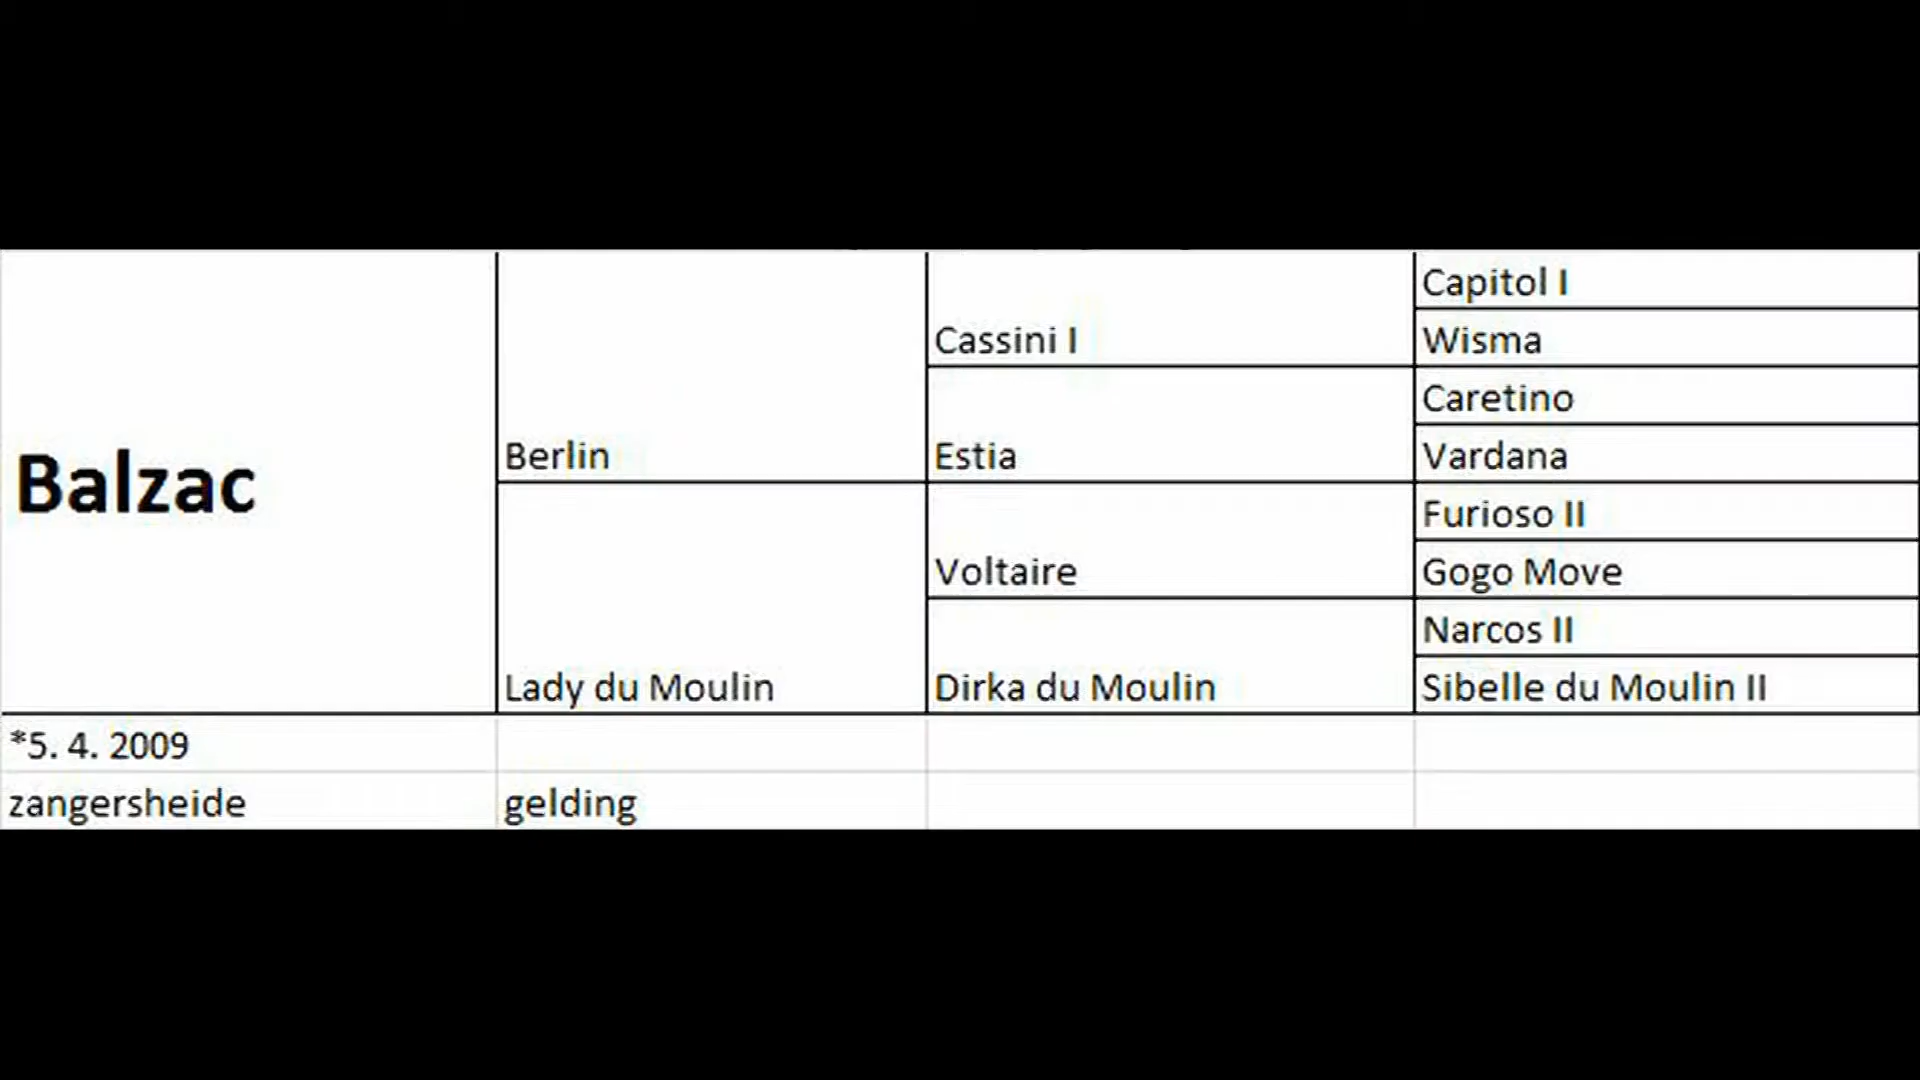 Balzac
Berlin
Lady du Moulin
Cassini I
Estia
Voltaire
Dirka du Moulin
Capitol I
Wisma
Caretino
Vardana
Furioso II
Gogo Move
Narcos II
Sibelle du Moulin II
*5. 4. 2009
zangersheide gelding